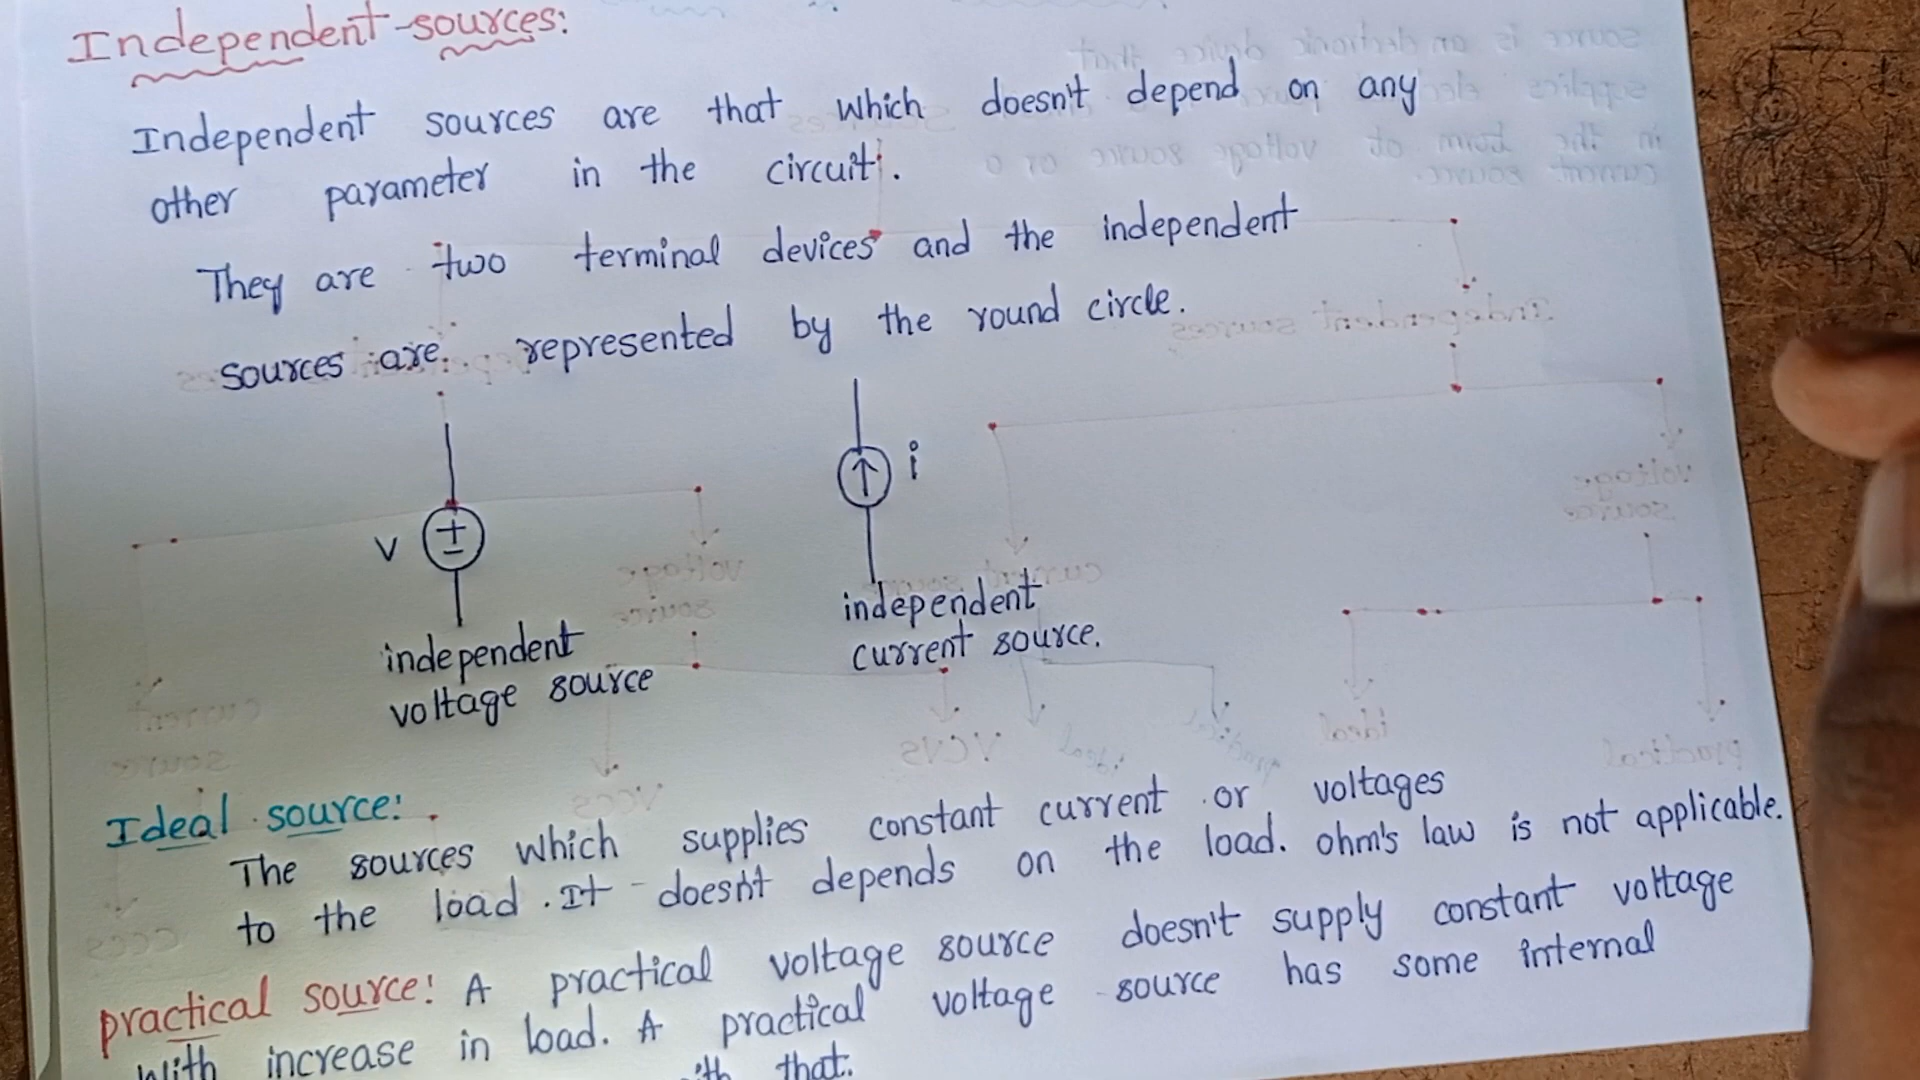 Independent sources:
Independent sources are that which doesn't depend on any
other parameter in the circuit.
They are two terminal devices and the independent
sources are represented by the round circle.
V
+
−
i
independent
voltage source
independent
current source.
Ideal source:
The sources which supplies constant current or voltages
to the load. It doesn't depends on the load. ohm's law is not applicable.
practical source: A practical voltage source doesn't supply constant voltage
with increase in load. A practical voltage source has some internal
that.